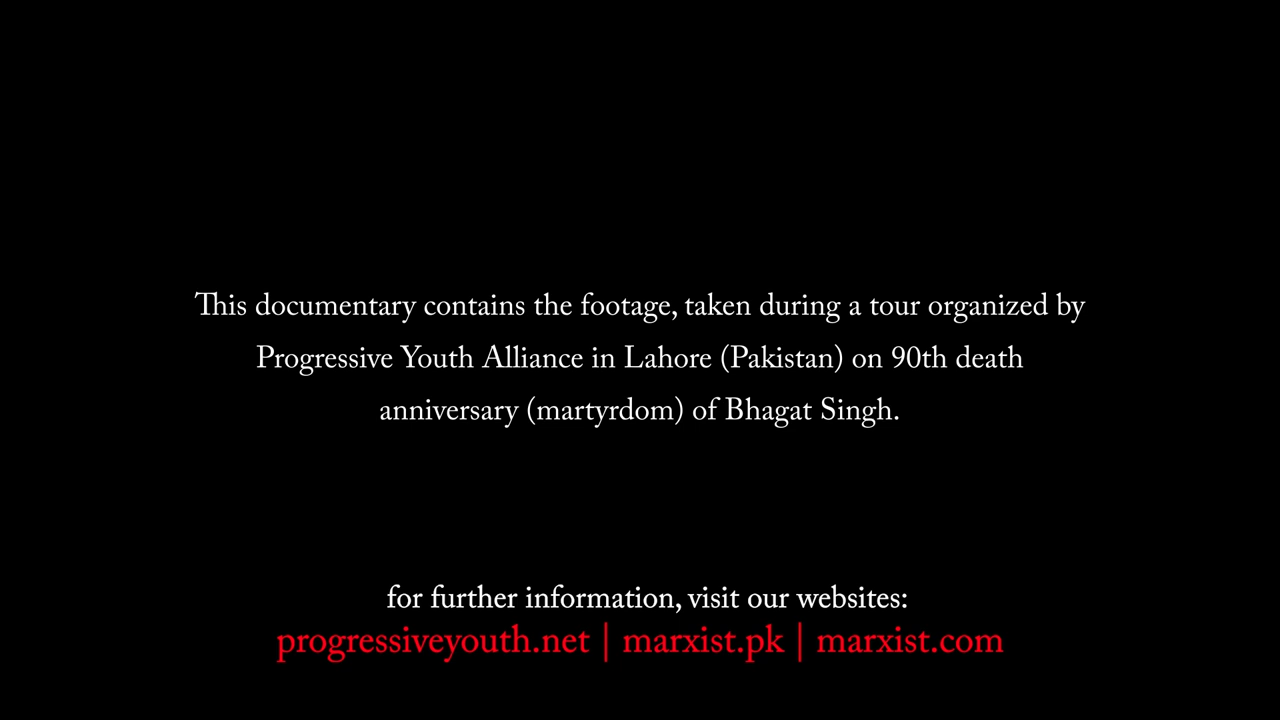 This documentary contains the footage, taken during a tour organized by
Progressive Youth Alliance in Lahore (Pakistan) on 90th death
anniversary (martyrdom) of Bhagat Singh.
for further information, visit our websites:
progressiveyouth.net | marxist.pk | marxist.com